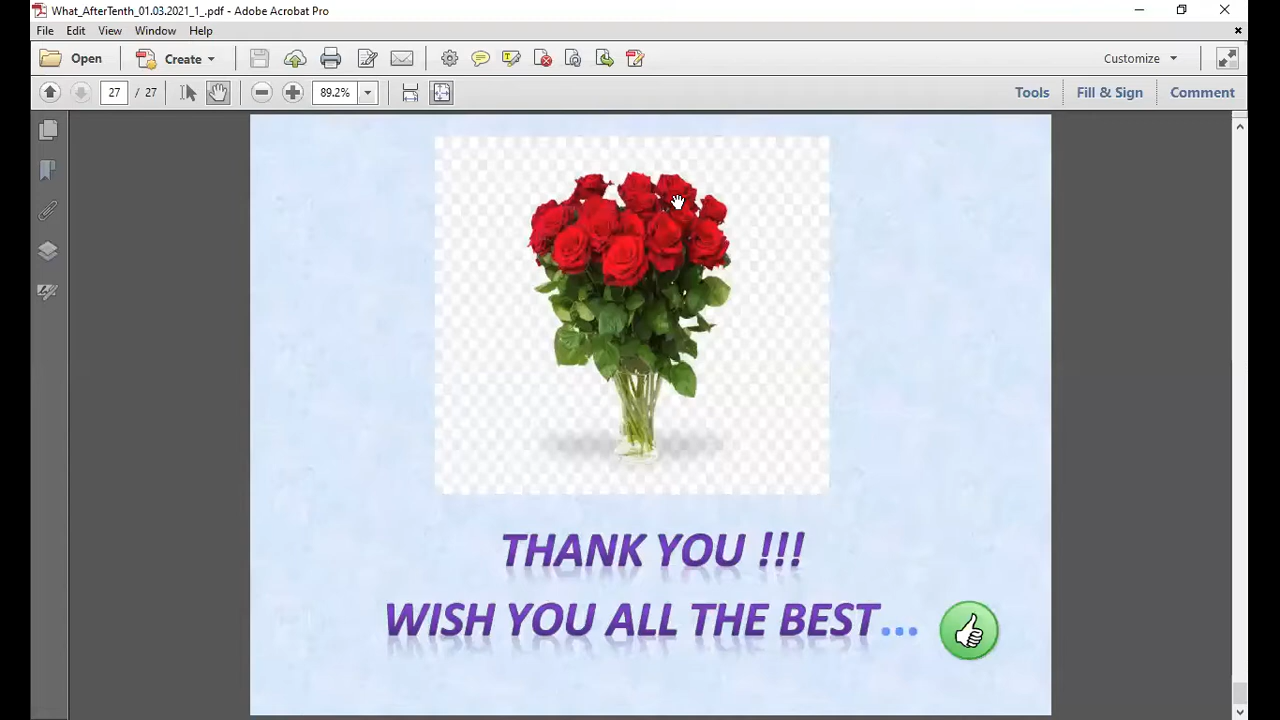 What_AfterTenth_01.03.2021_1_.pdf - Adobe Acrobat Pro
File Edit View Window Help
Open Create Customize
27 / 27 89.2% Tools Fill & Sign Comment
THANK YOU !!!
WISH YOU ALL THE BEST...